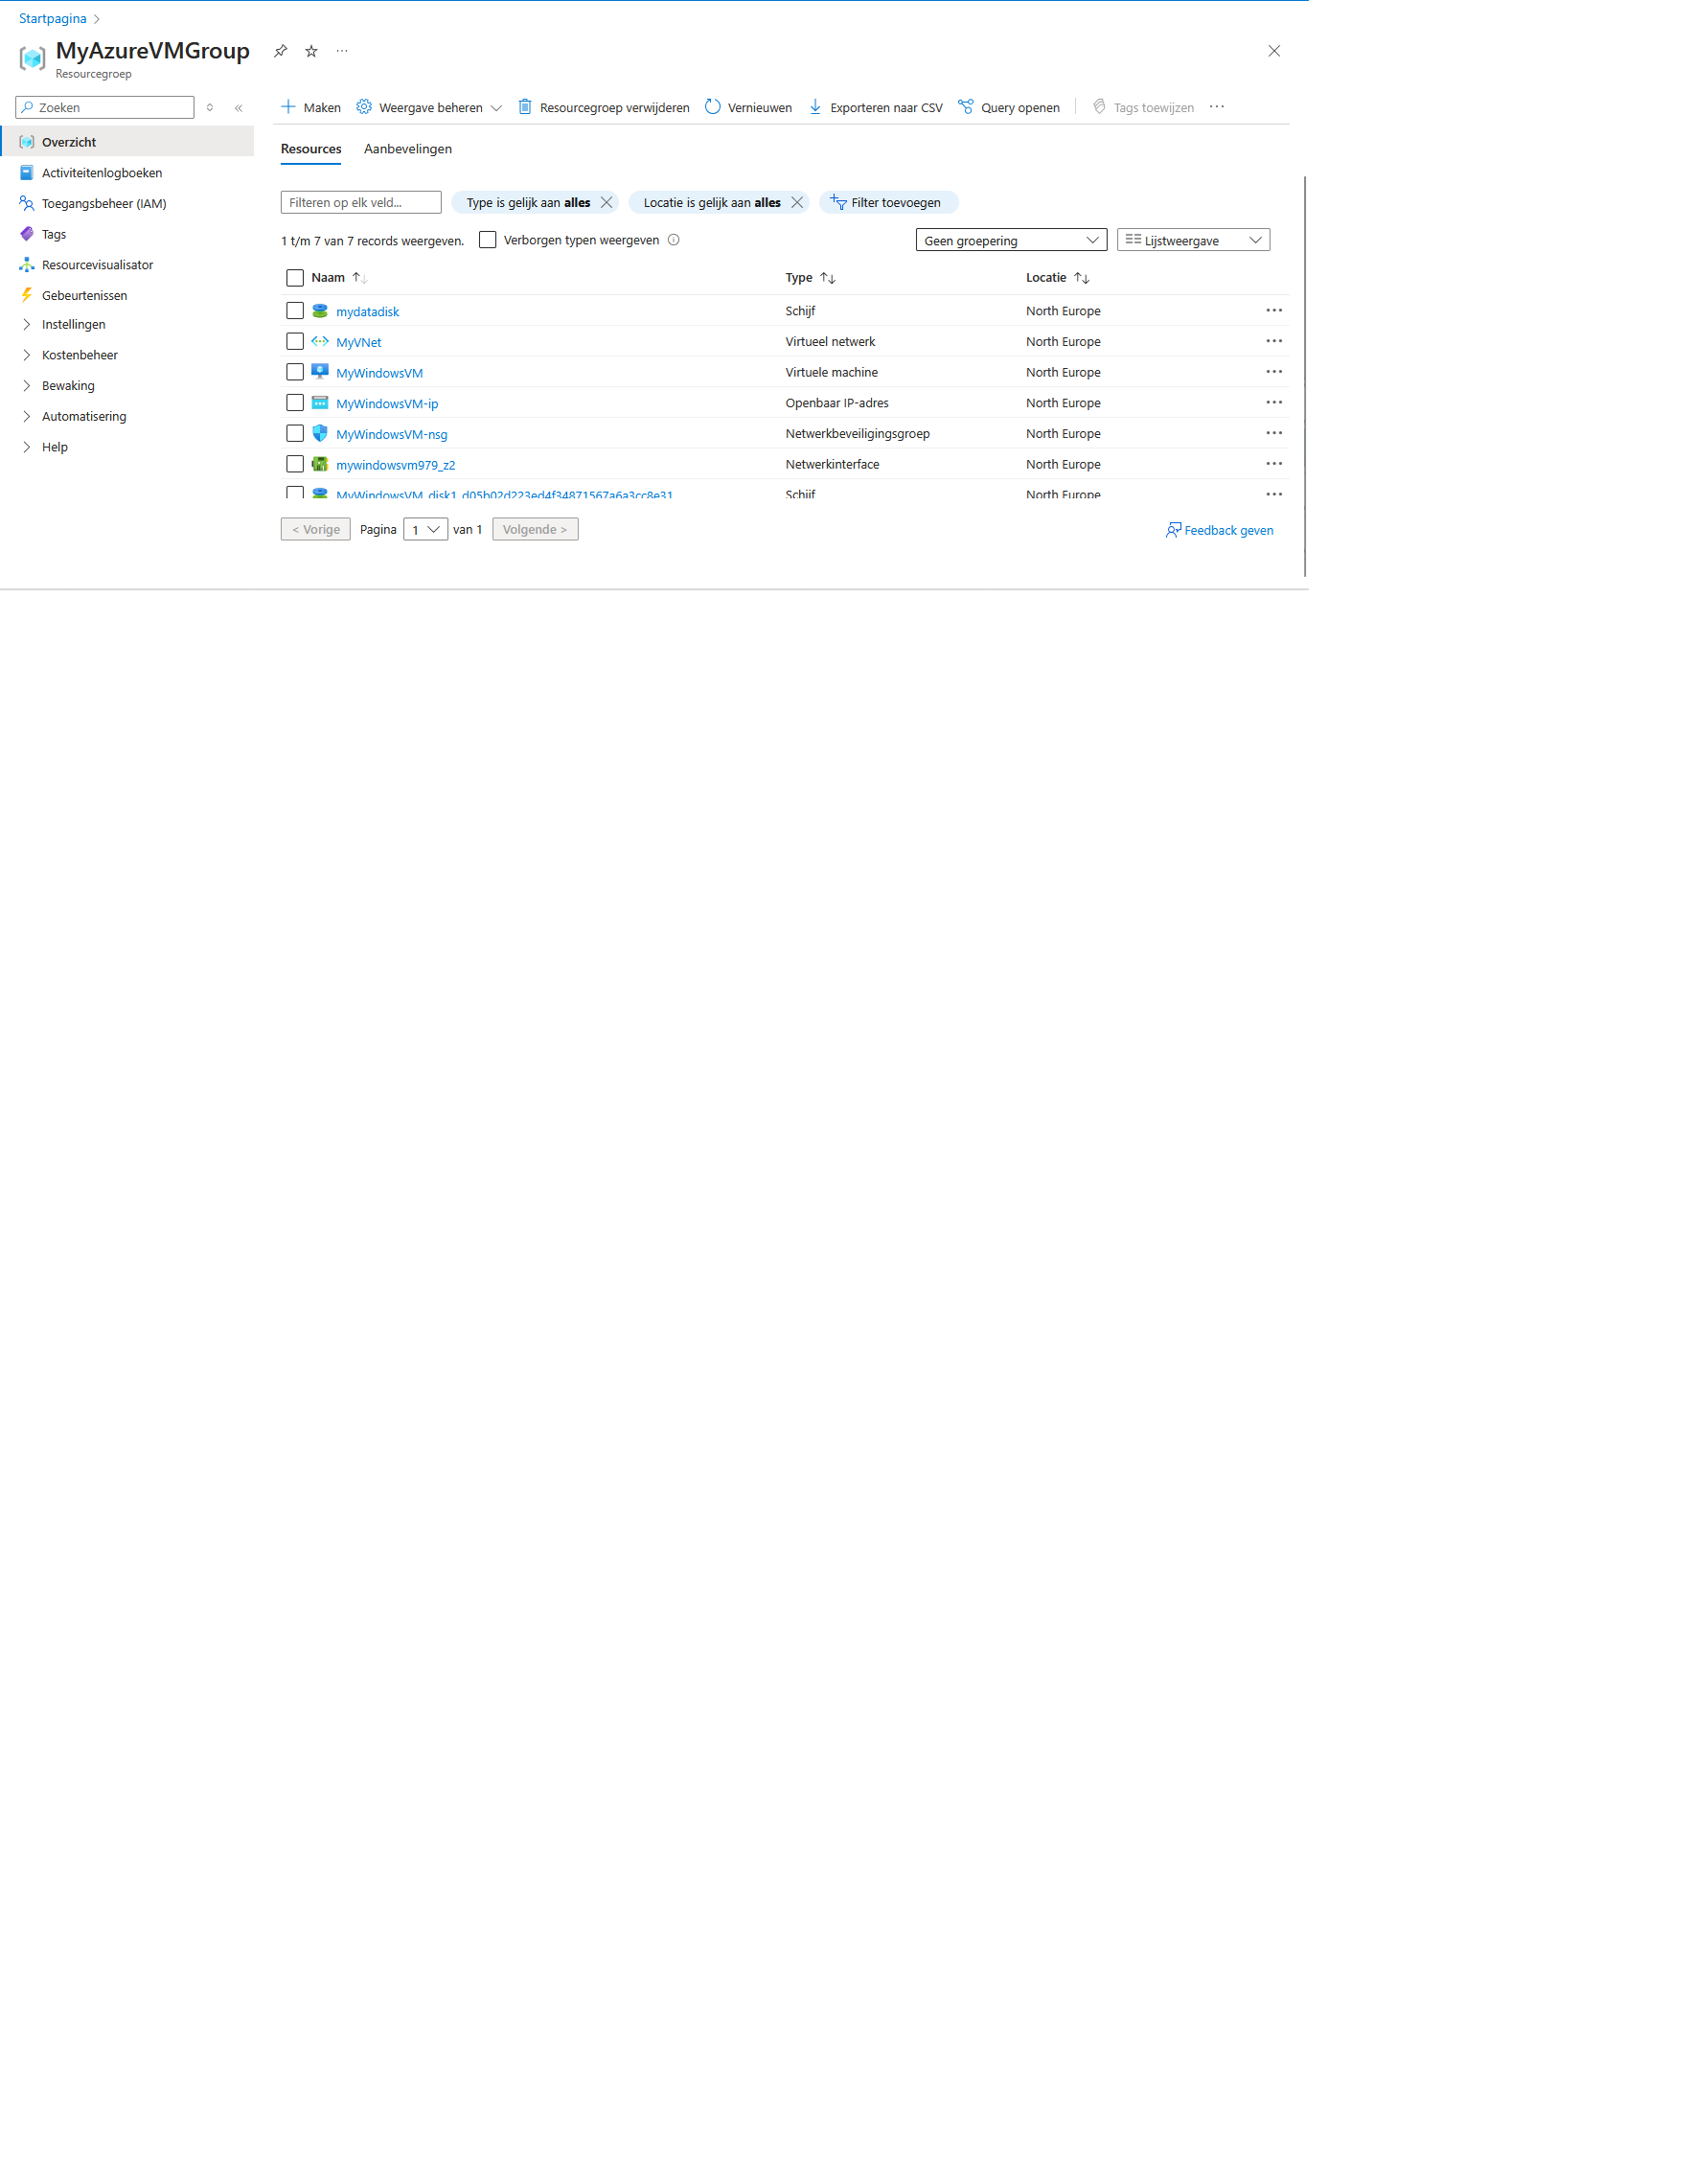 Startpagina
MyAzureVMGroup
Resourcegroep
Zoeken
Maken Weergave beheren Resourcegroep verwijderen Vernieuwen Exporteren naar CSV Query openen Tags toewijzen
Overzicht
Activiteitenlogboeken
Toegangsbeheer (IAM)
Tags
Resourcevisualisator
Gebeurtenissen
Instellingen
Kostenbeheer
Bewaking
Automatisering
Help
Resources Aanbevelingen
Filteren op elk veld... Type is gelijk aan alles Locatie is gelijk aan alles Filter toevoegen
1 t/m 7 van 7 records weergeven. Verborgen typen weergeven Geen groepering Lijstweergave
Naam Type Locatie
mydatadisk Schijf North Europe
MyVNet Virtueel netwerk North Europe
MyWindowsVM Virtuele machine North Europe
MyWindowsVM-ip Openbaar IP-adres North Europe
MyWindowsVM-nsg Netwerkbeveiligingsgroep North Europe
mywindowsvm979_z2 Netwerkinterface North Europe
MyWindowsVM_disk1_d05b02d223ed4f34871567a6a3cc8e31 Schijf North Europe
< Vorige Pagina 1 van 1 Volgende > Feedback geven